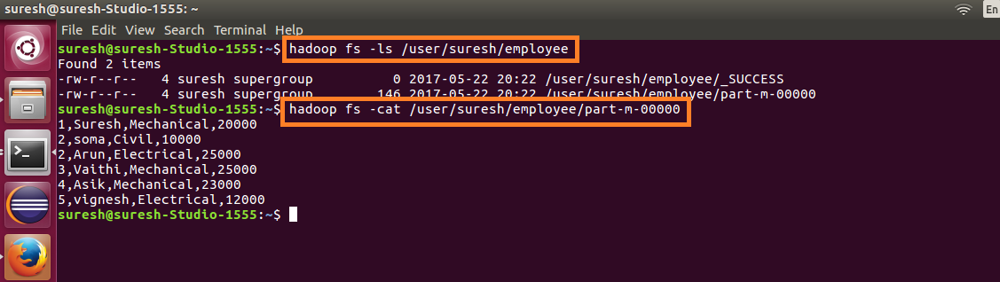 suresh@suresh-Studio-1555: ~
En
File Edit View Search Terminal Help
suresh@suresh-Studio-1555:~$ hadoop fs -ls /user/suresh/employee
Found 2 items
-rw-r--r--   4 suresh supergroup          0 2017-05-22 20:22 /user/suresh/employee/_SUCCESS
-rw-r--r--   4 suresh supergroup        146 2017-05-22 20:22 /user/suresh/employee/part-m-00000
suresh@suresh-Studio-1555:~$ hadoop fs -cat /user/suresh/employee/part-m-00000
1,Suresh,Mechanical,20000
2,soma,Civil,10000
2,Arun,Electrical,25000
3,Vaithi,Mechanical,25000
4,Asik,Mechanical,23000
5,vignesh,Electrical,12000
suresh@suresh-Studio-1555:~$